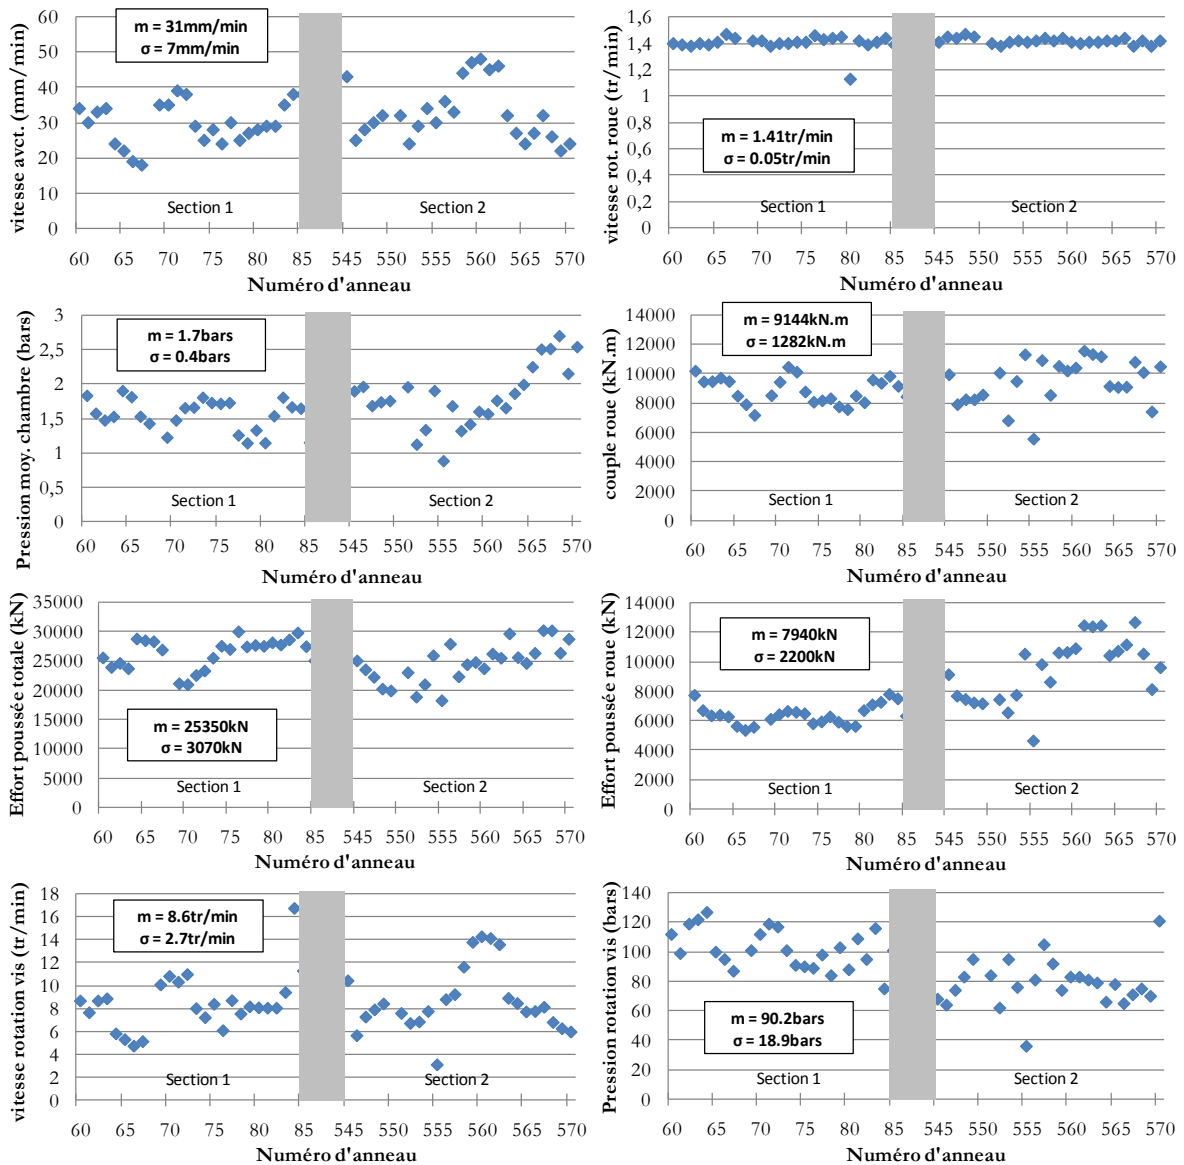 vitesse avct. (mm/min)
60
50
40
30
20
10
0
m = 31mm/min
σ = 7mm/min
Section 1
Section 2
60 65 70 75 80 85 545 550 555 560 565 570
Numéro d'anneau
vitesse rot. roue (tr/min)
1,6
1,4
1,2
1
0,8
0,6
0,4
0,2
0
m = 1.41tr/min
σ = 0.05tr/min
Section 1
Section 2
60 65 70 75 80 85 545 550 555 560 565 570
Numéro d'anneau
Pression moy. chambre (bars)
3
2,5
2
1,5
1
0,5
0
m = 1.7bars
σ = 0.4bars
Section 1
Section 2
60 65 70 75 80 85 545 550 555 560 565 570
Numéro d'anneau
couple roue (kN.m)
14000
12000
10000
8000
6000
4000
2000
0
m = 9144kN.m
σ = 1282kN.m
Section 1
Section 2
60 65 70 75 80 85 545 550 555 560 565 570
Numéro d'anneau
Effort poussée totale (kN)
35000
30000
25000
20000
15000
10000
5000
0
m = 25350kN
σ = 3070kN
Section 1
Section 2
60 65 70 75 80 85 545 550 555 560 565 570
Numéro d'anneau
Effort poussée roue (kN)
14000
12000
10000
8000
6000
4000
2000
0
m = 7940kN
σ = 2200kN
Section 1
Section 2
60 65 70 75 80 85 545 550 555 560 565 570
Numéro d'anneau
vitesse rotation vis (tr/min)
18
16
14
12
10
8
6
4
2
0
m = 8.6tr/min
σ = 2.7tr/min
Section 1
Section 2
60 65 70 75 80 85 545 550 555 560 565 570
Numéro d'anneau
Pression rotation vis (bars)
140
120
100
80
60
40
20
0
m = 90.2bars
σ = 18.9bars
Section 1
Section 2
60 65 70 75 80 85 545 550 555 560 565 570
Numéro d'anneau